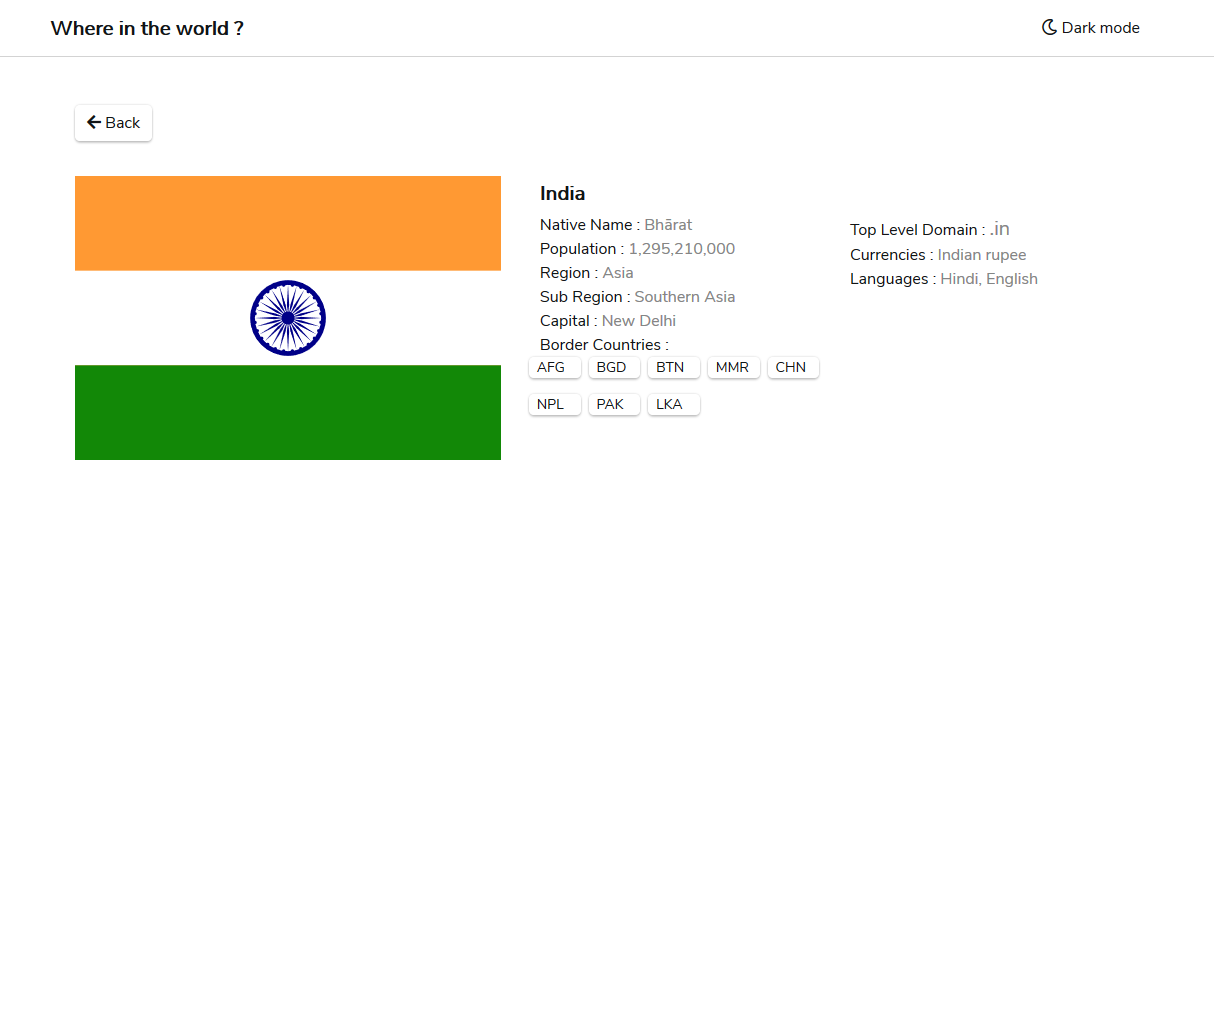 Where in the world ?
Dark mode
Back
India
Native Name : Bhārat
Population : 1,295,210,000
Region : Asia
Sub Region : Southern Asia
Capital : New Delhi
Border Countries :
AFG BGD BTN MMR CHN
NPL PAK LKA
Top Level Domain : .in
Currencies : Indian rupee
Languages : Hindi, English